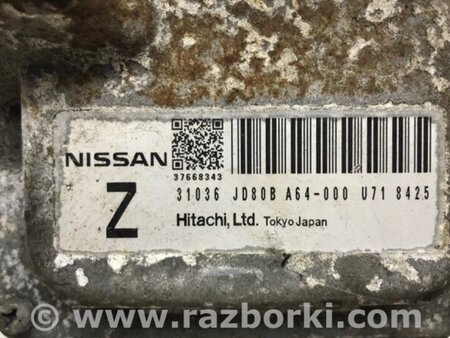 NISSAN
37668343
Z
31036 JD80B A64-000 U71 8425
Hitachi, Ltd. Tokyo Japan
www.razborki.com